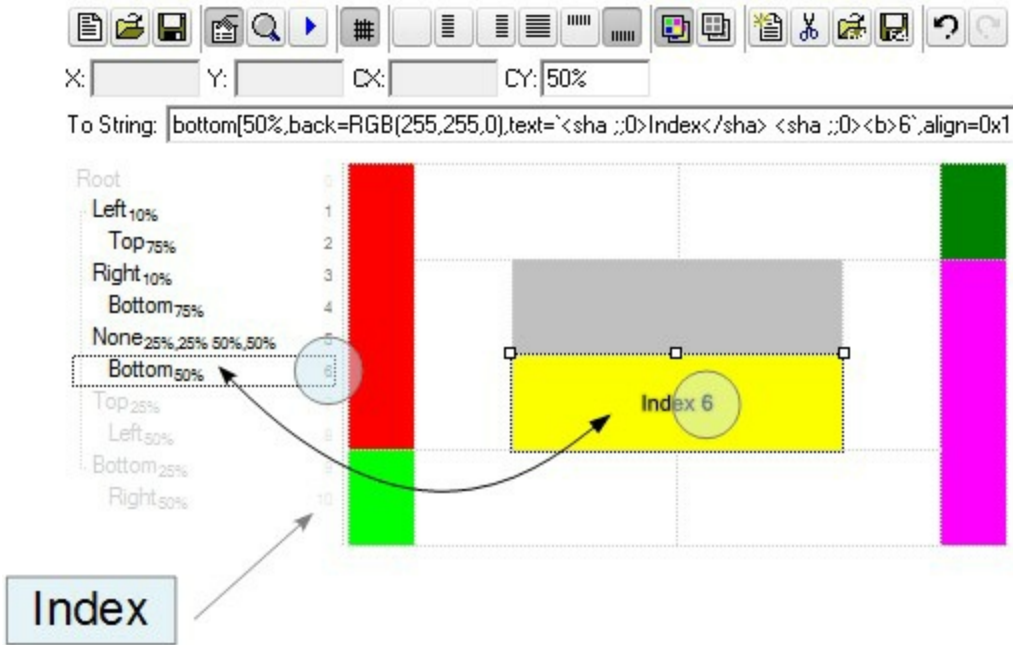 X: Y: CX: CY: 50%
To String: bottom[50%,back=RGB(255,255,0),text=`<sha ;;0>Index</sha> <sha ;;0><b>6`,align=0x1
Root 0
Left10% 1
Top75% 2
Right10% 3
Bottom75% 4
None25%,25% 50%,50% 5
Bottom50% 6
Index 6
Top25%
Left50% 8
Bottom25% 9
Right50% 10
Index